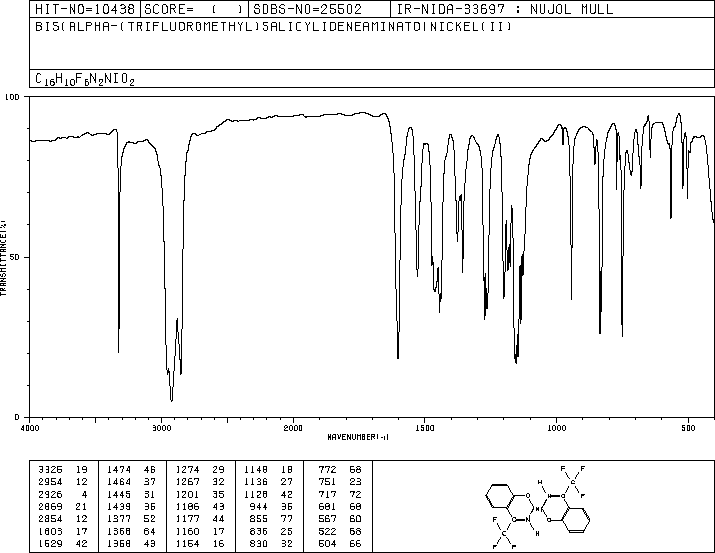 HIT-NO=10438 SCORE= ( ) SDBS-NO=25502 IR-NIDA-33697 : NUJOL MULL
BIS(ALPHA-(TRIFLUOROMETHYL)SALICYLIDENEAMINATO)NICKEL(II)
C16H10F6N2NIO2
100
TRANSMITTANCE(%)
50
0
4000 3000 2000 1500 1000 500
WAVENUMBER(-1)
3325 19 1474 46 1274 29 1148 18 772 68
2954 12 1464 37 1267 32 1136 27 751 23
2926 4 1445 31 1201 35 1128 42 717 72
2869 21 1439 36 1186 43 944 36 681 68
2854 12 1377 52 1177 44 855 77 567 60
1603 17 1368 64 1160 17 836 25 522 68
1529 42 1358 43 1154 16 830 32 504 66
F F
C
H F
O N
N O
H
F C
F F